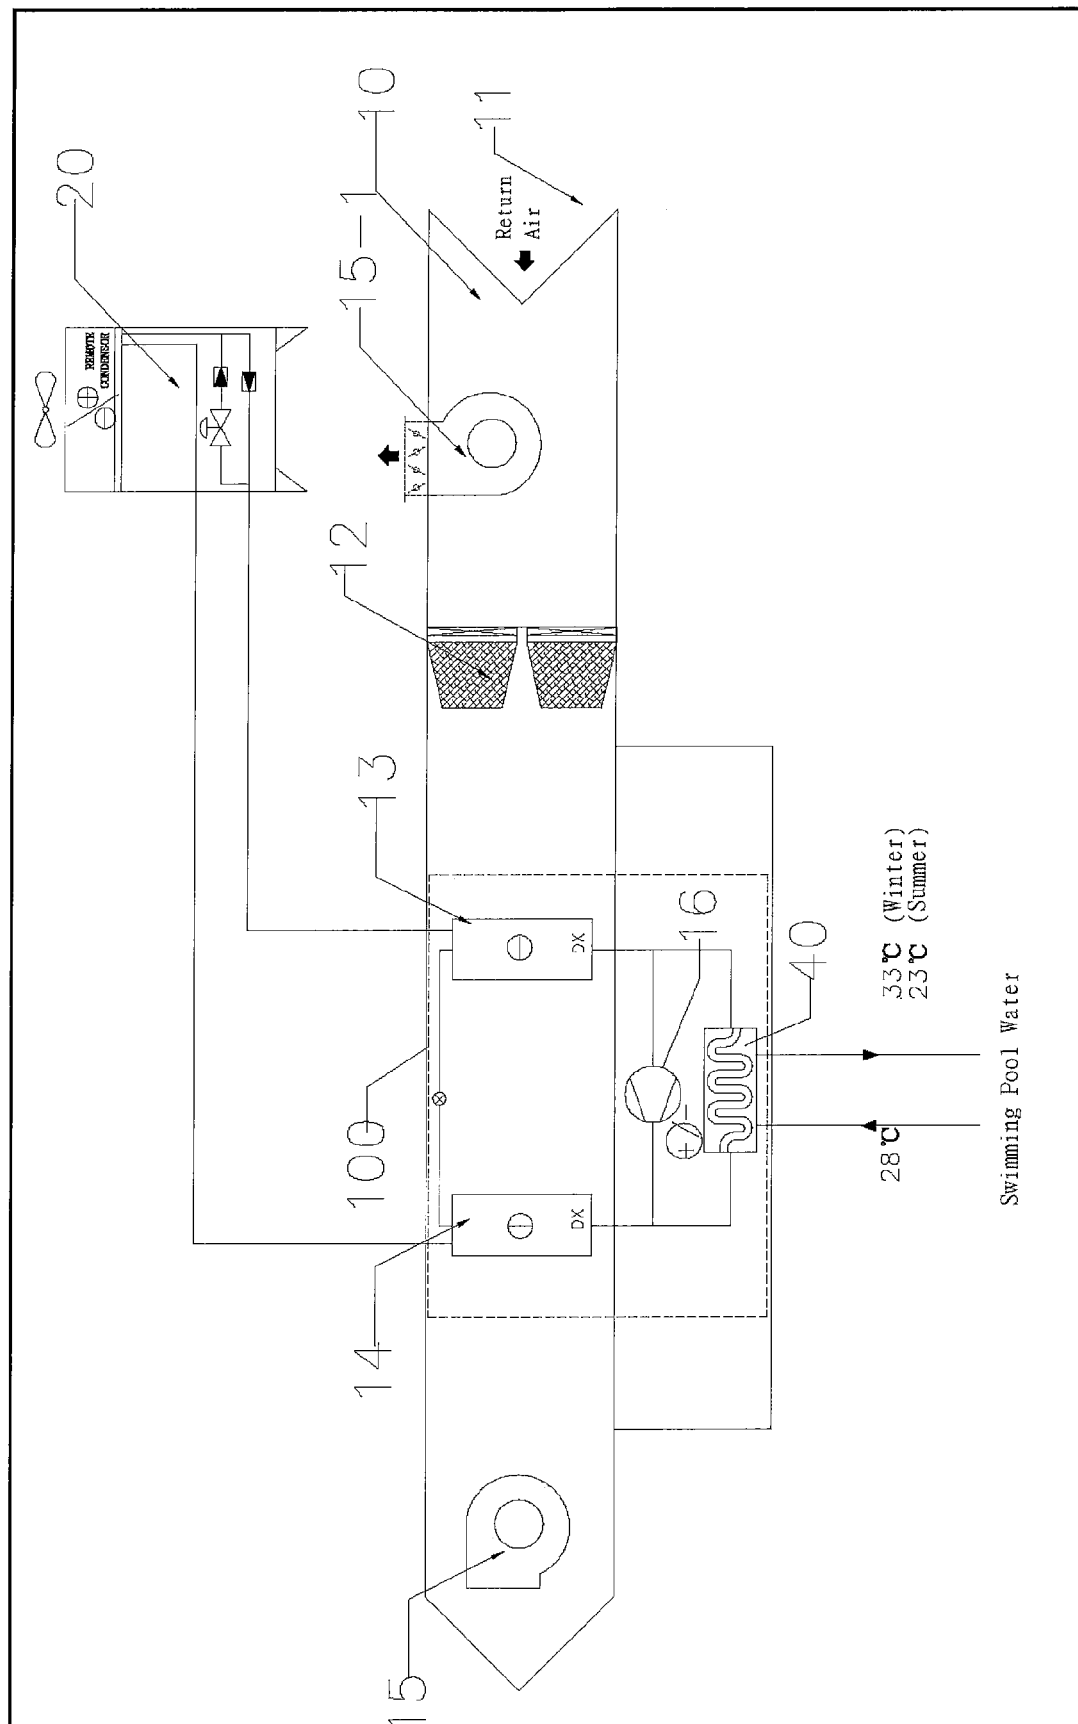 20
REMOTE
CONDENSOR
10
11
Return
Air
15-1
12
13
100
DX
DX
16
14
15
40
33℃ (Winter)
23℃ (Summer)
28℃
Swimming Pool Water